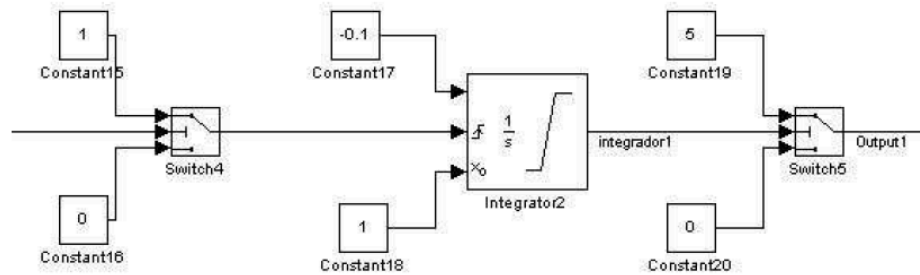 1
Constant15
-0.1
Constant17
5
Constant19
Switch4
1
s
x₀
Integrator2
integrador1
Switch5
Output1
0
Constant16
1
Constant18
0
Constant20